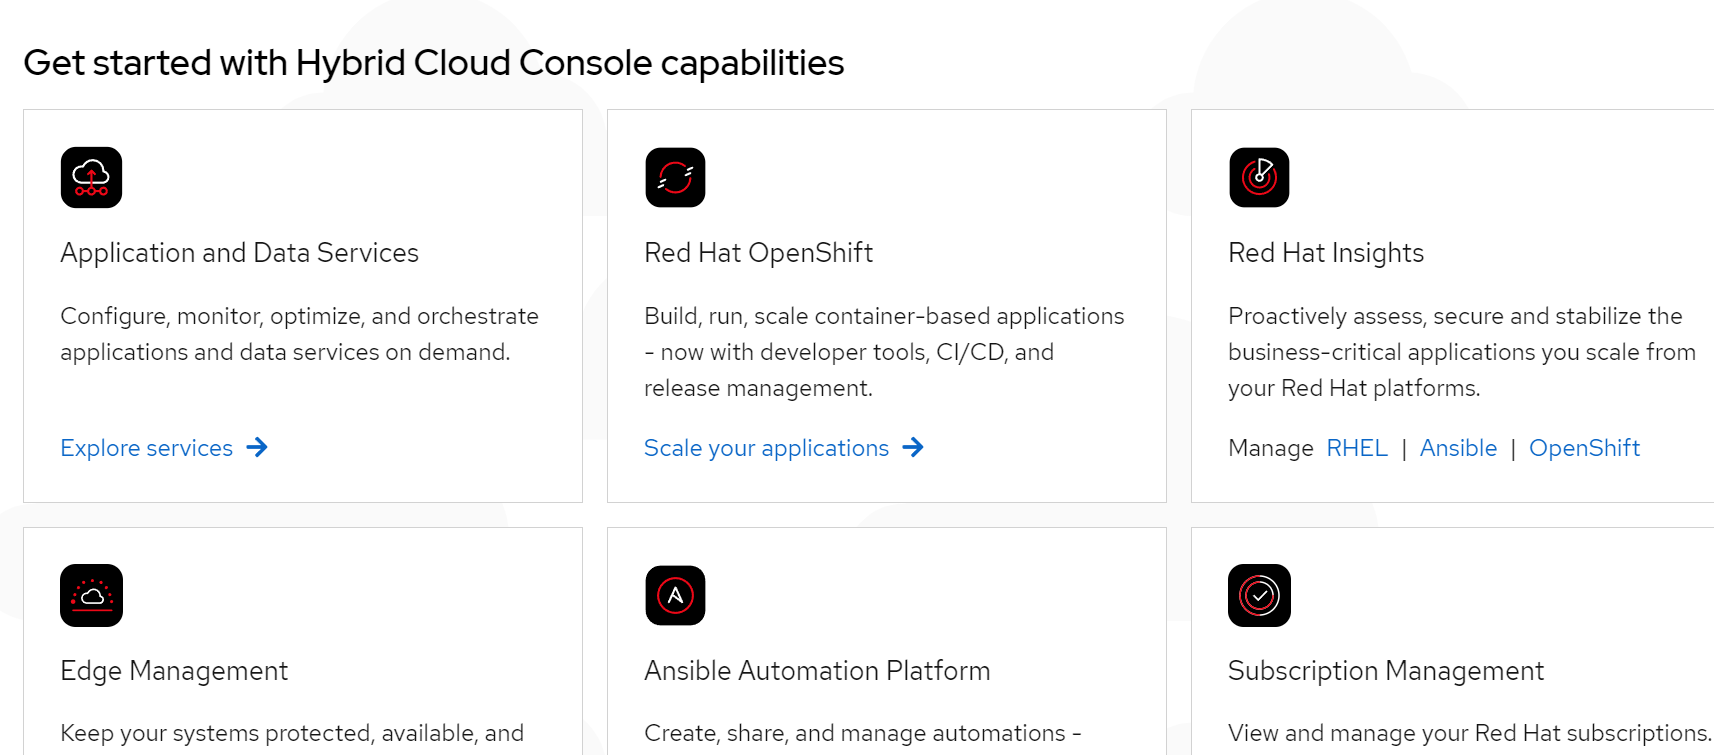 Get started with Hybrid Cloud Console capabilities
Application and Data Services
Configure, monitor, optimize, and orchestrate
applications and data services on demand.
Explore services
Red Hat OpenShift
Build, run, scale container-based applications
- now with developer tools, CI/CD, and
release management.
Scale your applications
Red Hat Insights
Proactively assess, secure and stabilize the
business-critical applications you scale from
your Red Hat platforms.
Manage RHEL | Ansible | OpenShift
Edge Management
Keep your systems protected, available, and
Ansible Automation Platform
Create, share, and manage automations -
Subscription Management
View and manage your Red Hat subscriptions.